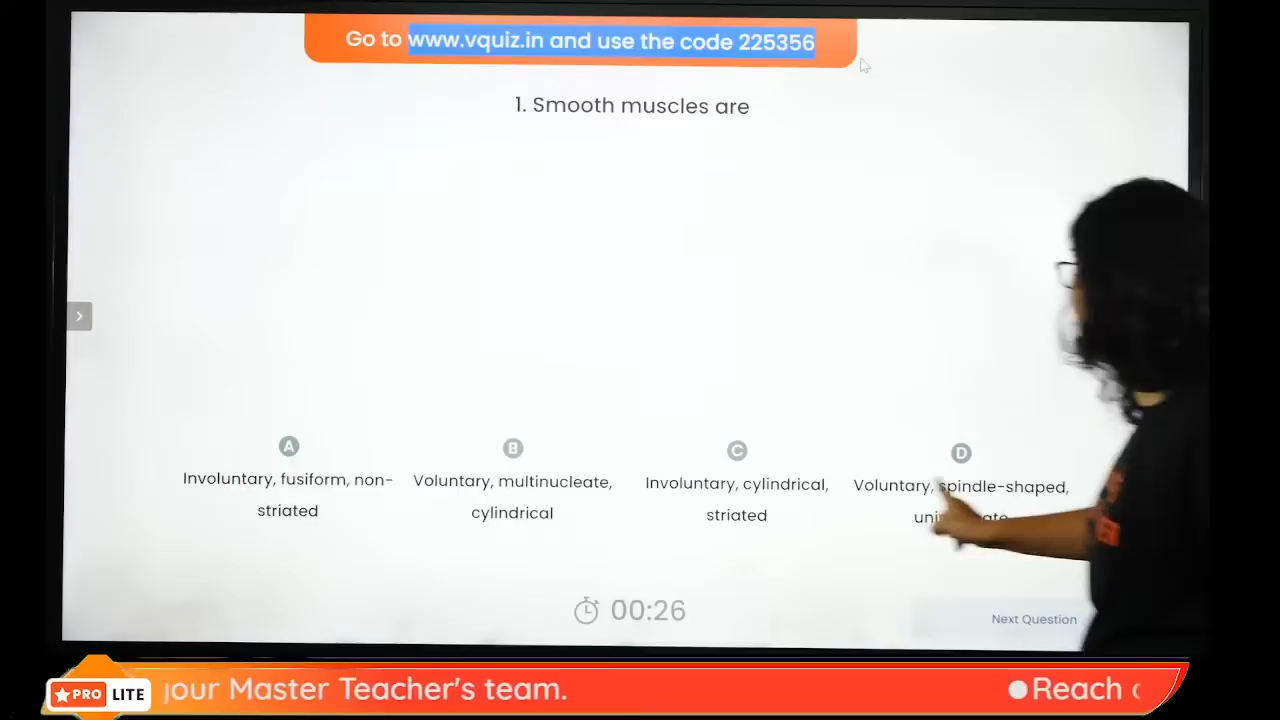 Go to www.vquiz.in and use the code 225356
1. Smooth muscles are
A
Involuntary, fusiform, non-
striated
B
Voluntary, multinucleate,
cylindrical
C
Involuntary, cylindrical,
striated
D
Voluntary, spindle-shaped,
00:26
Next Question
PRO LITE
your Master Teacher's team.
Reach